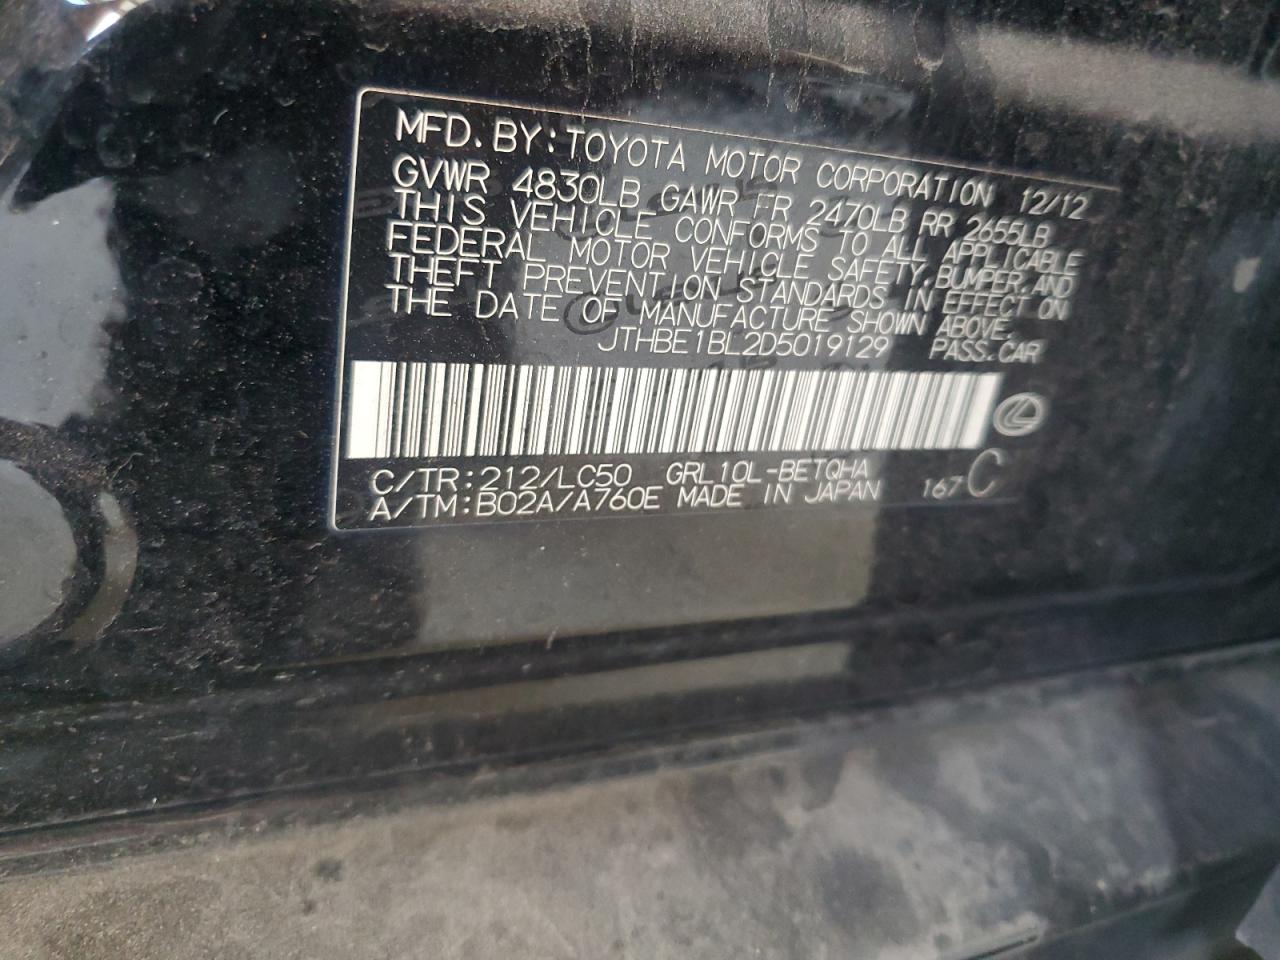 MFD. BY: TOYOTA MOTOR CORPORATION 12/12
GVWR 4830LB GAWR FR 2470LB RR 2655LB
THIS VEHICLE CONFORMS TO ALL APPLICABLE
FEDERAL MOTOR VEHICLE SAFETY, BUMPER, AND
THEFT PREVENTION STANDARDS IN EFFECT ON
THE DATE OF MANUFACTURE SHOWN ABOVE.
JTHBE1BL2D5019129 PASS. CAR
C/TR: 212/LC50 GRL10L-BETQHA
A/TM: B02A/A760E MADE IN JAPAN 167 C